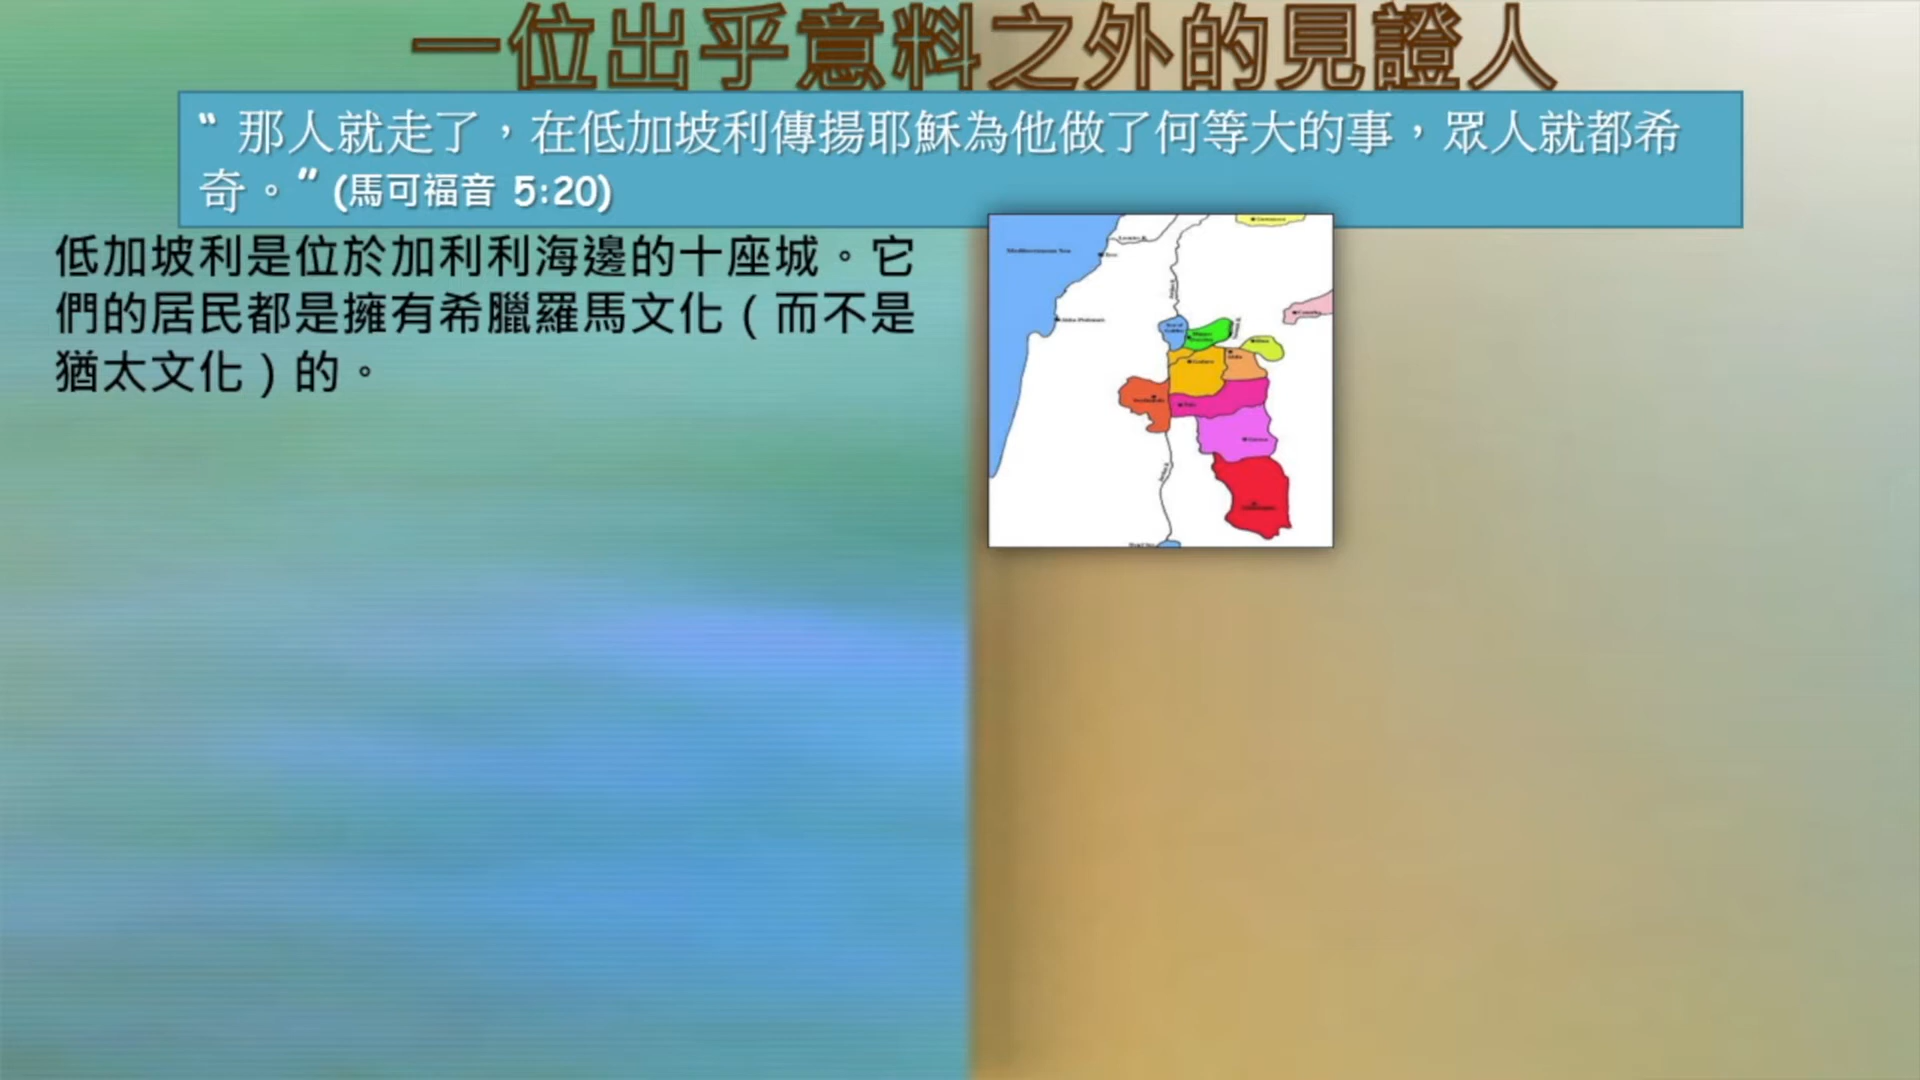 一位出乎意料之外的見證人
“那人就走了，在低加坡利傳揚耶穌為他做了何等大的事，眾人就都希
奇。”(馬可福音 5:20)
低加坡利是位於加利利海邊的十座城。它
們的居民都是擁有希臘羅馬文化（而不是
猶太文化）的。
Mediterranean Sea